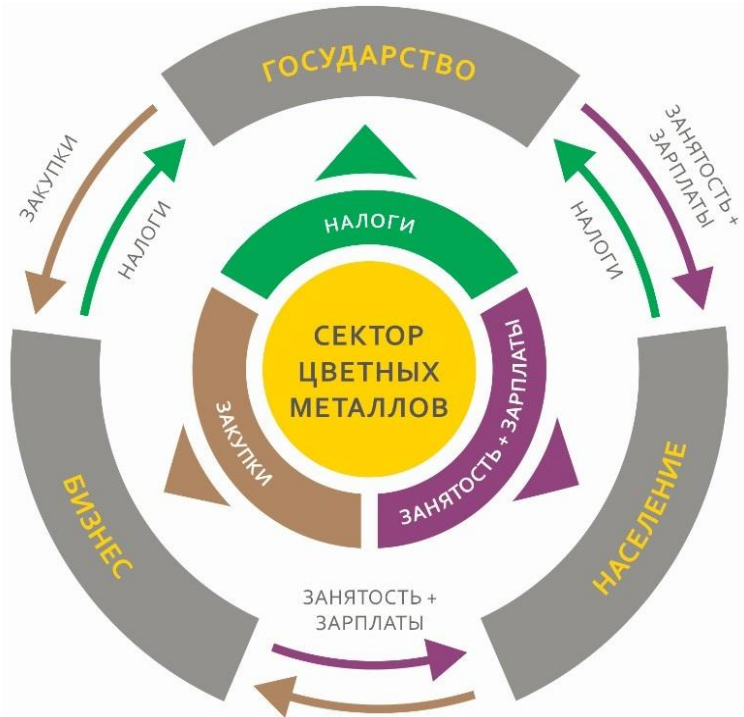 ГОСУДАРСТВО
ЗАКУПКИ
НАЛОГИ
ЗАНЯТОСТЬ +
ЗАРПЛАТЫ
НАЛОГИ
НАЛОГИ
СЕКТОР
ЦВЕТНЫХ
МЕТАЛЛОВ
ЗАКУПКИ
ЗАНЯТОСТЬ + ЗАРПЛАТЫ
БИЗНЕС
НАСЕЛЕНИЕ
ЗАНЯТОСТЬ +
ЗАРПЛАТЫ